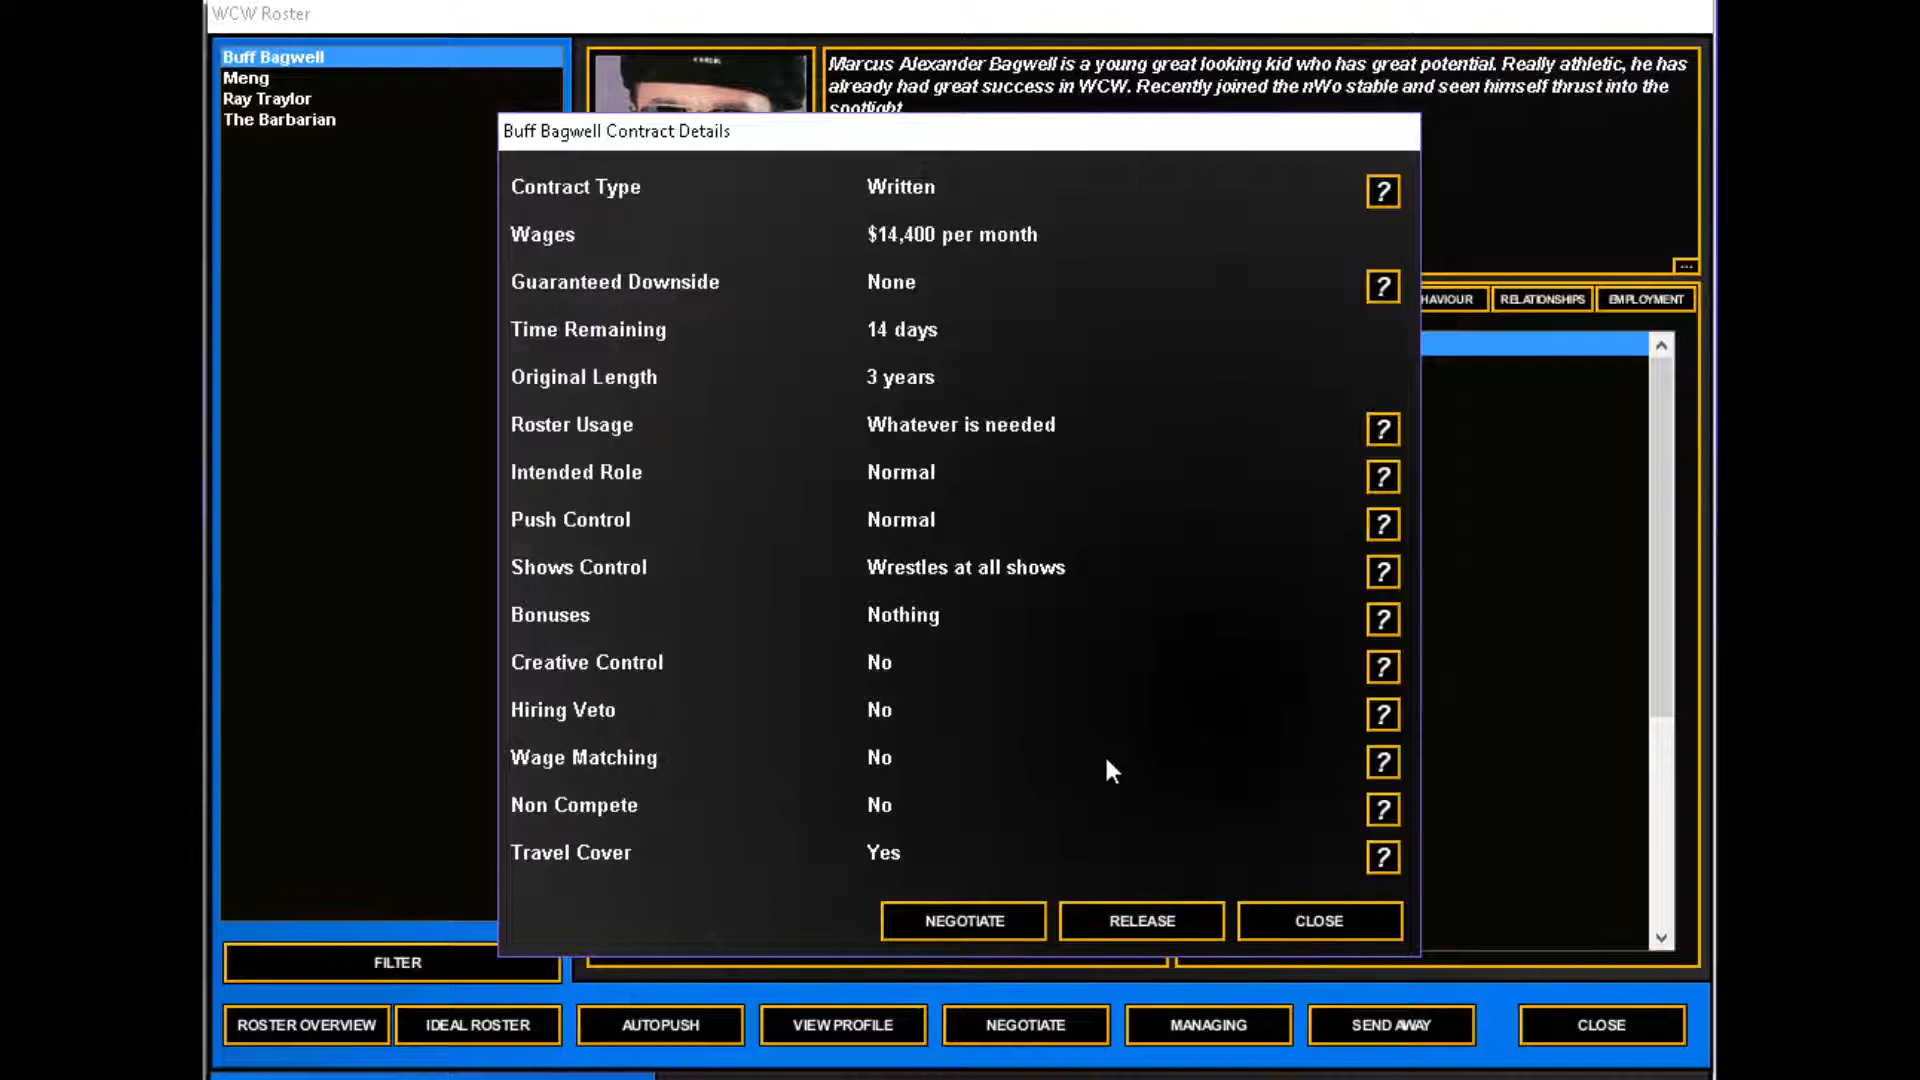 WCW Roster
Buff Bagwell
Meng
Ray Traylor
The Barbarian
Marcus Alexander Bagwell is a young great looking kid who has great potential. Really athletic, he has
already had great success in WCW. Recently joined the nWo stable and seen himself thrust into the
spotlight
Buff Bagwell Contract Details
Contract Type Written ?
Wages $14,400 per month
Guaranteed Downside None ?
Time Remaining 14 days
Original Length 3 years
Roster Usage Whatever is needed ?
Intended Role Normal ?
Push Control Normal ?
Shows Control Wrestles at all shows ?
Bonuses Nothing ?
Creative Control No ?
Hiring Veto No ?
Wage Matching No ?
Non Compete No ?
Travel Cover Yes ?
NEGOTIATE RELEASE CLOSE
...
HAVIOUR RELATIONSHIPS EMPLOYMENT
FILTER
ROSTER OVERVIEW IDEAL ROSTER AUTOPUSH VIEW PROFILE NEGOTIATE MANAGING SEND AWAY CLOSE